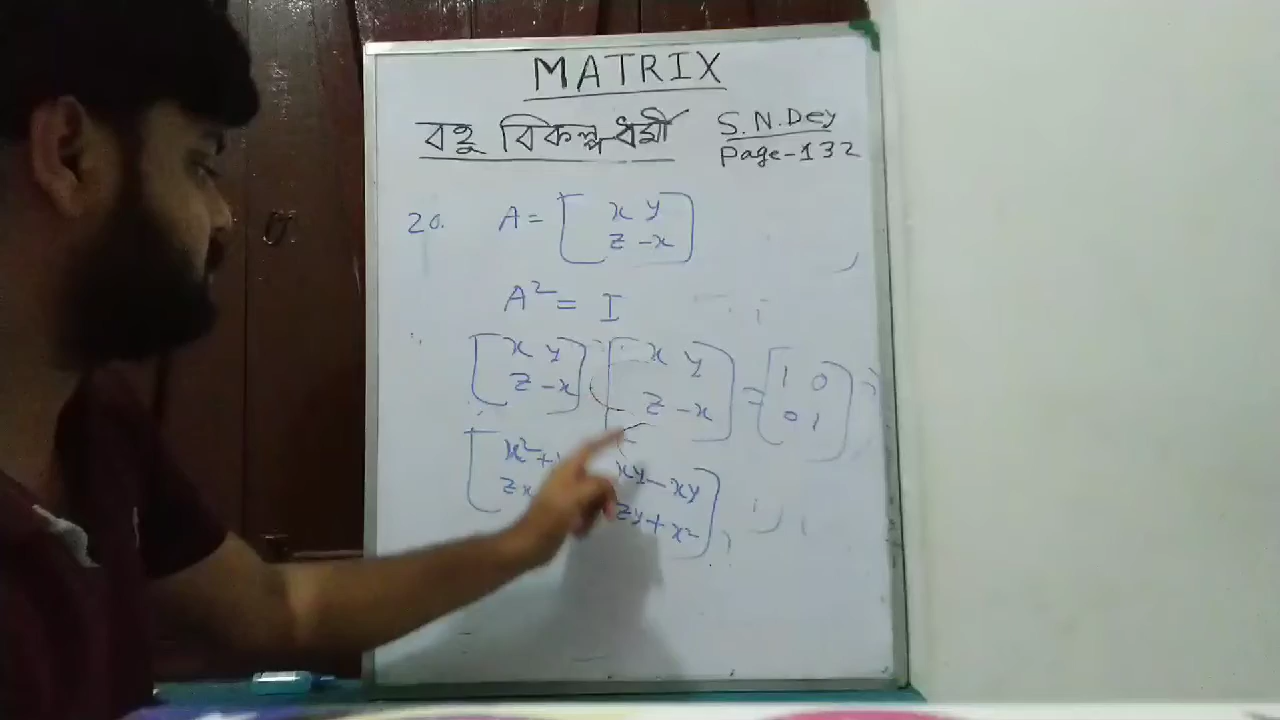 MATRIX
বহু বিকল্পধর্মী
S.N.Dey
Page-132
20. A = [ x y
z -x ]
A² = I
[ x y [ x y = [ 1 0
z -x ] z -x ] 0 1 ]
[ x² + xy - xy
zx zy + x² ]